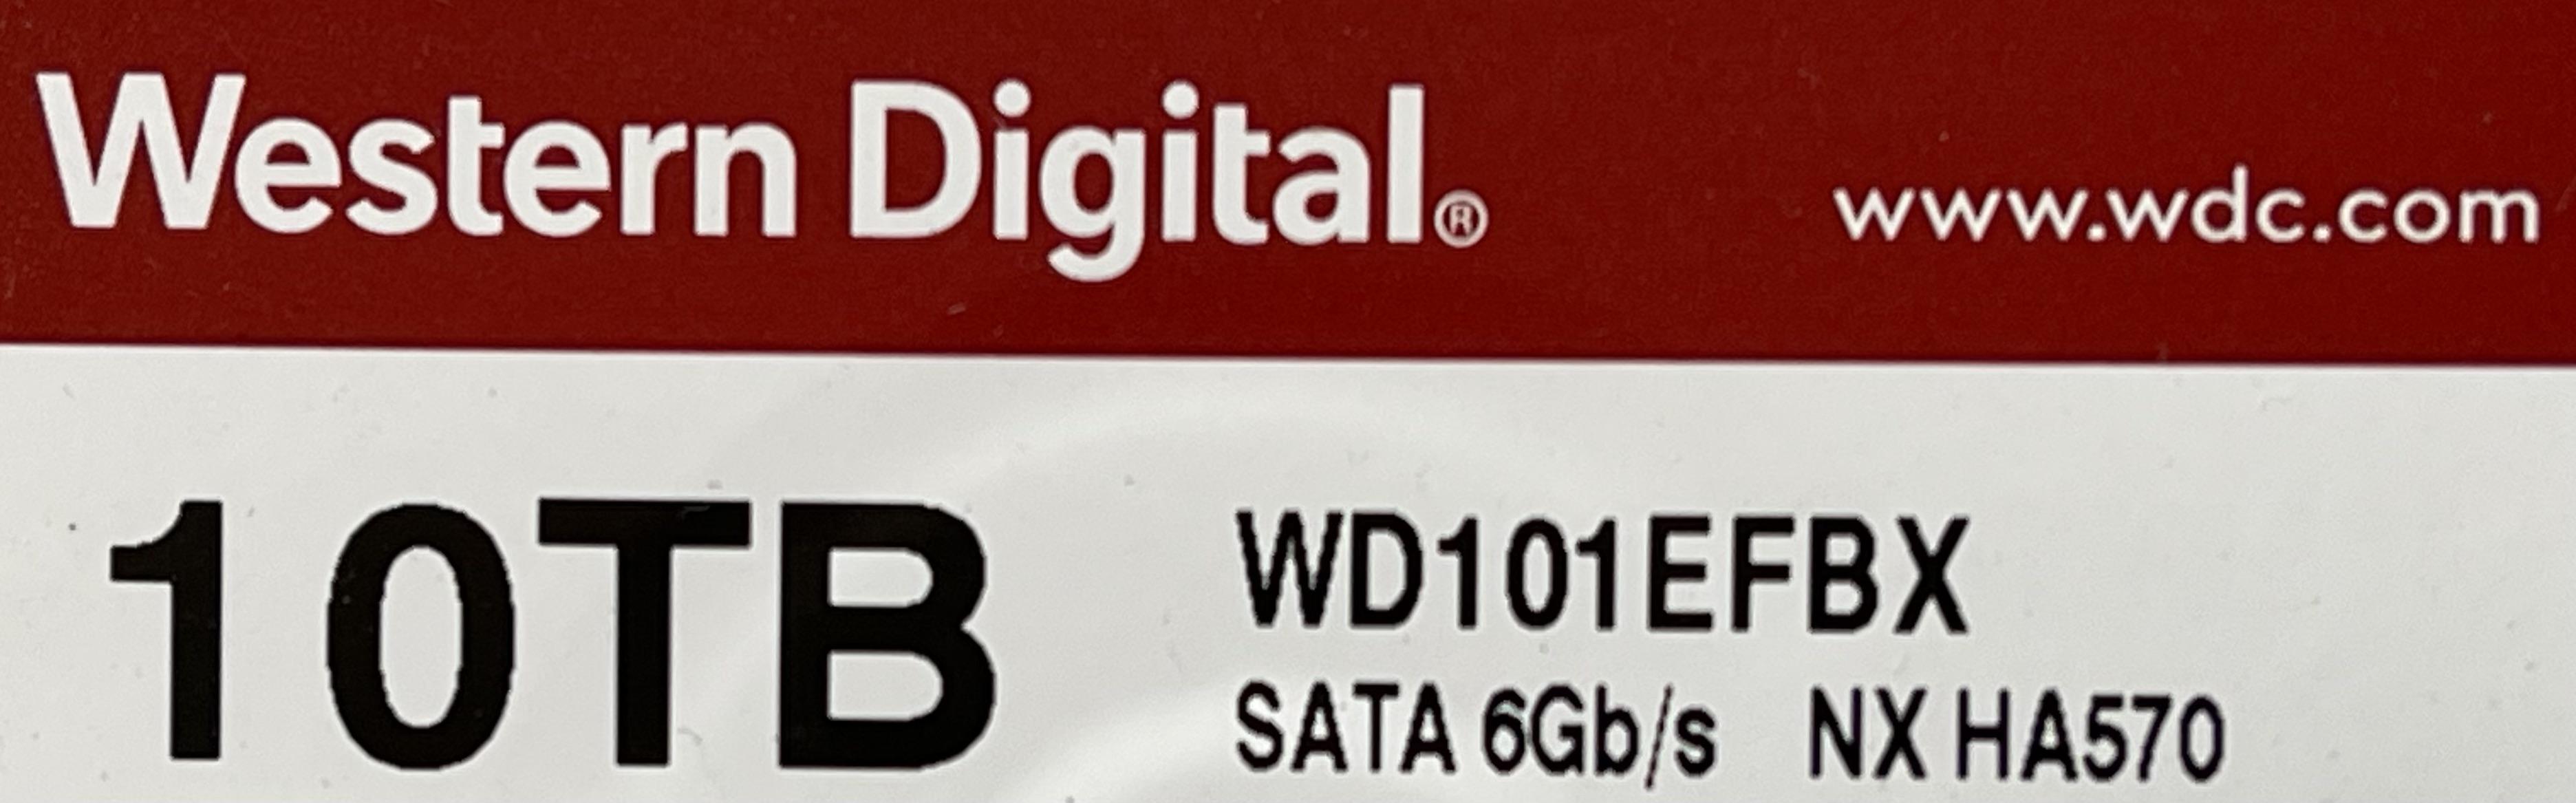 Western Digital® www.wdc.com
10TB WD101EFBX
SATA 6Gb/s NX HA570